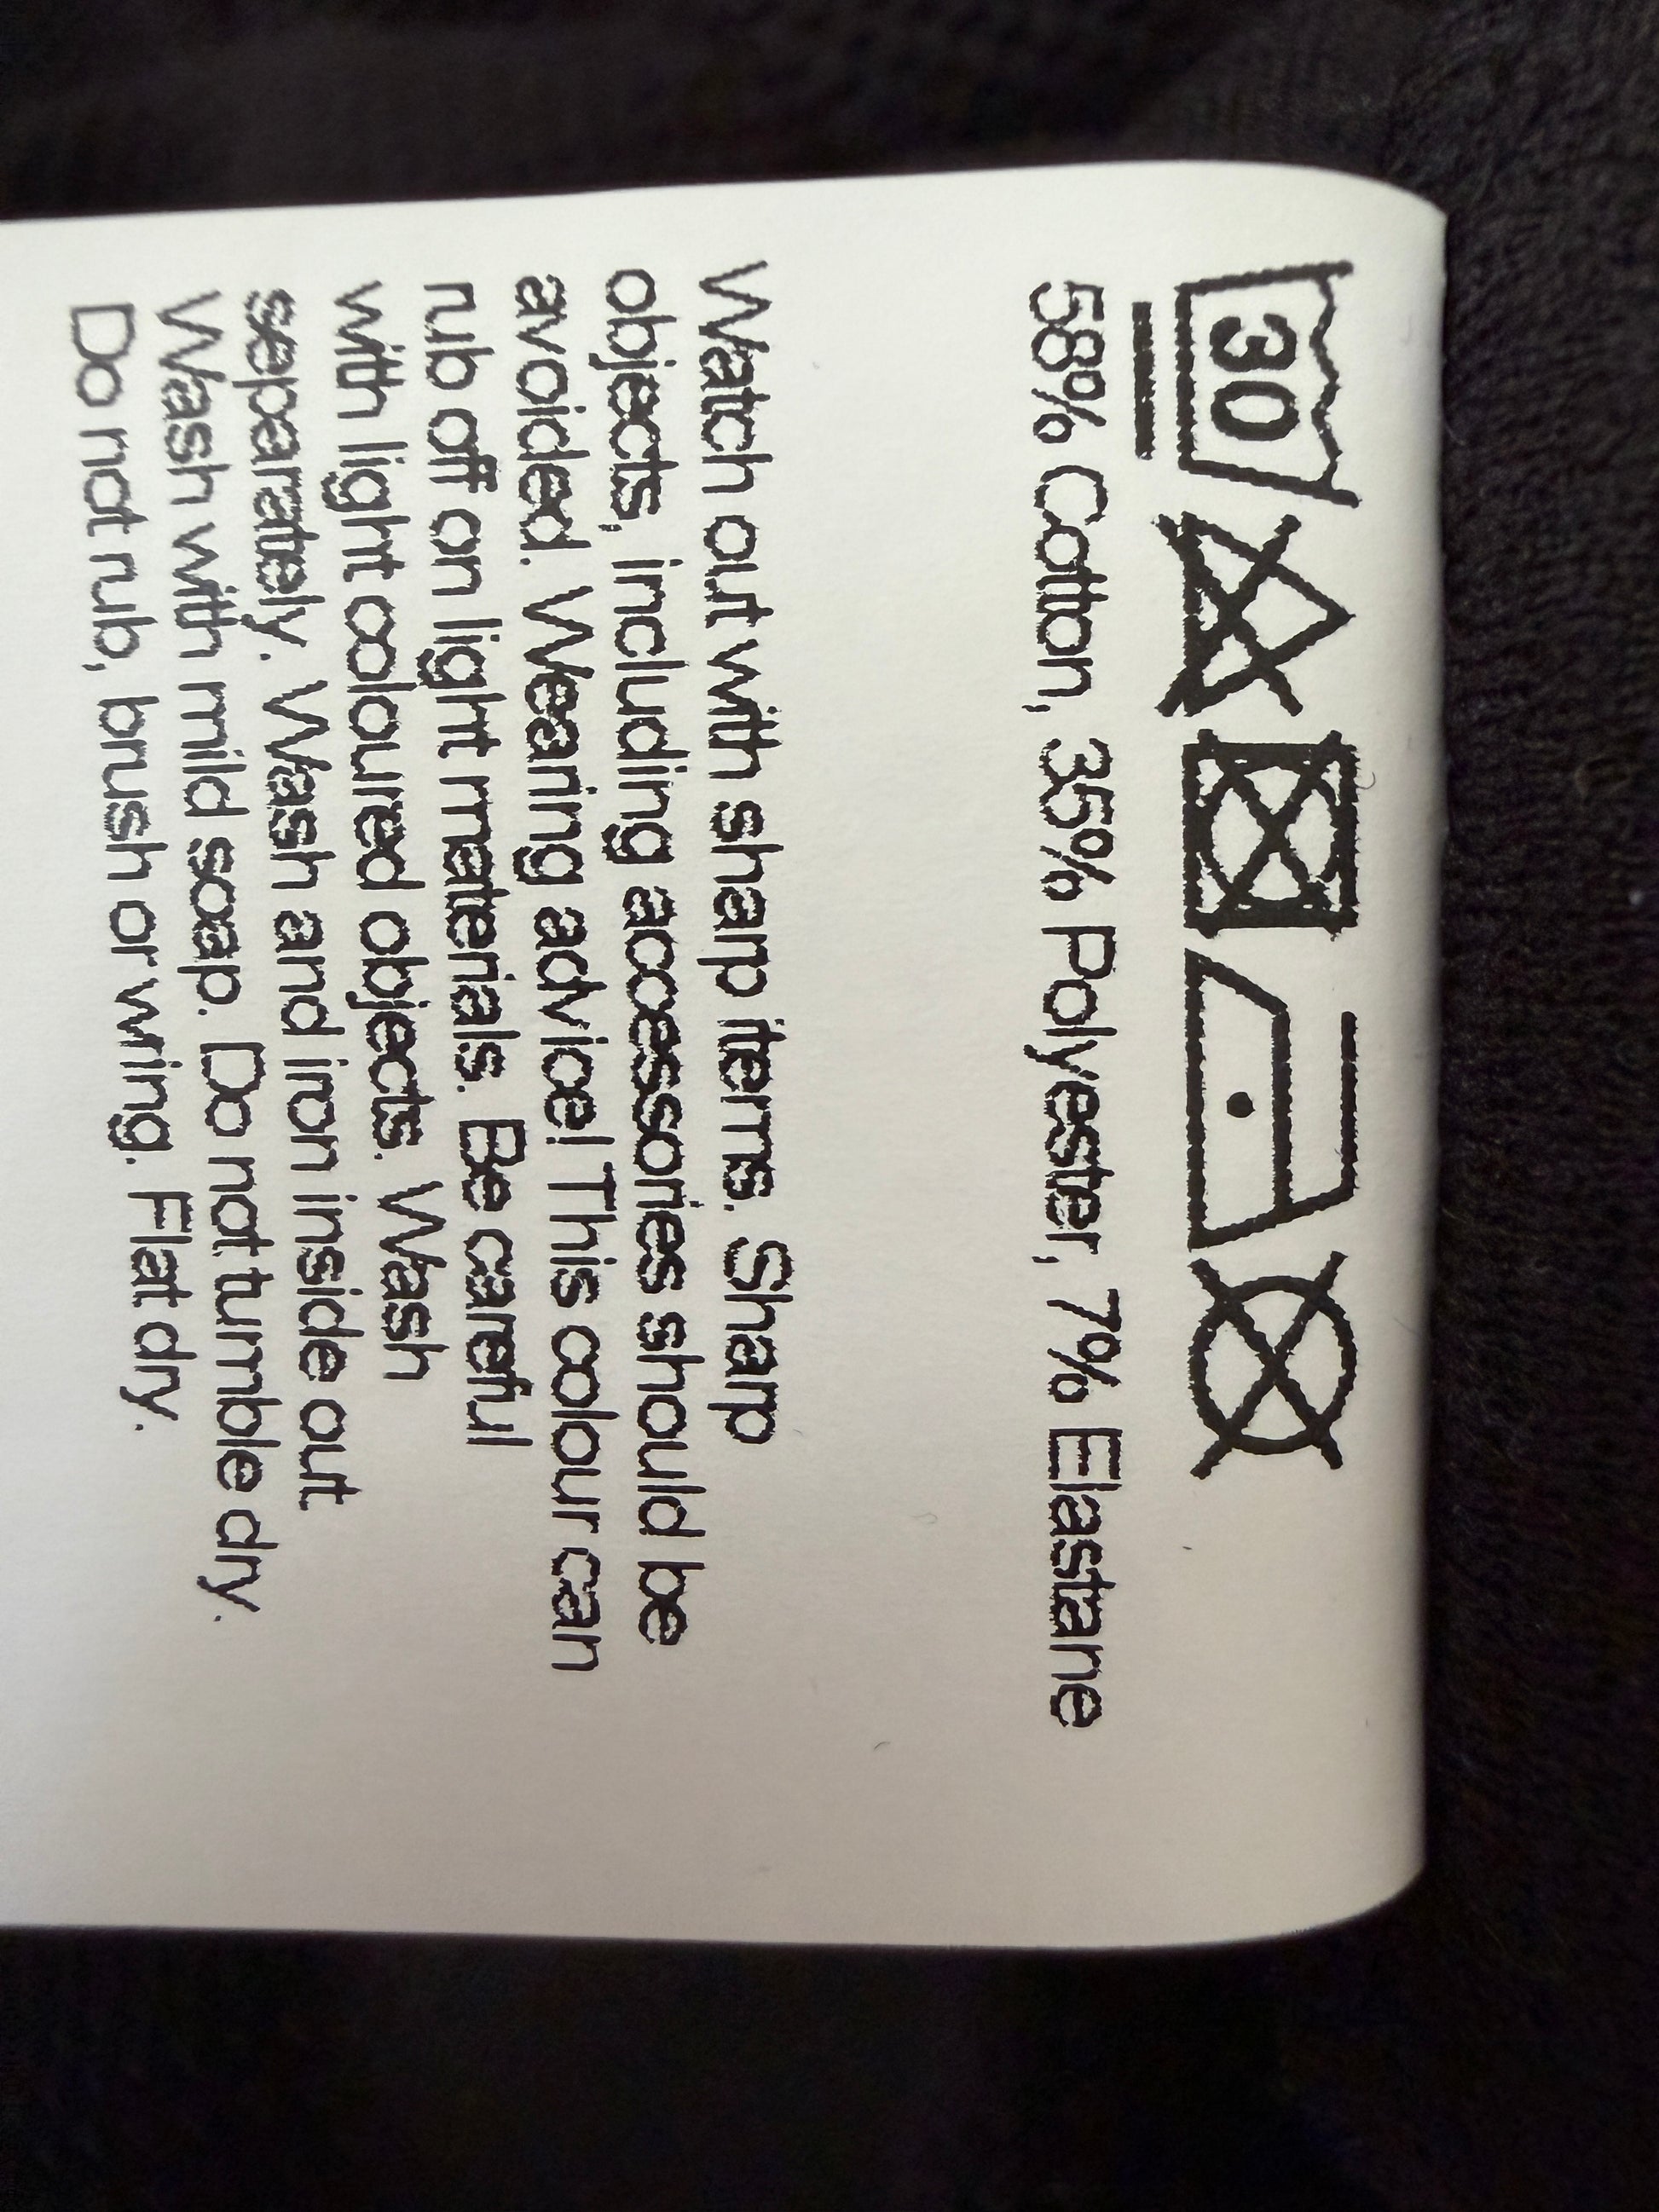 30
58% Cotton, 35% Polyester, 7% Elastane
Watch out with sharp items. Sharp
objects, including accessories should be
avoided. Wearing advice! This colour can
rub off on light materials. Be careful
with light coloured objects. Wash
seperately. Wash and iron inside out
Wash with mild soap. Do not tumble dry.
Do not rub, brush or wring. Flat dry.